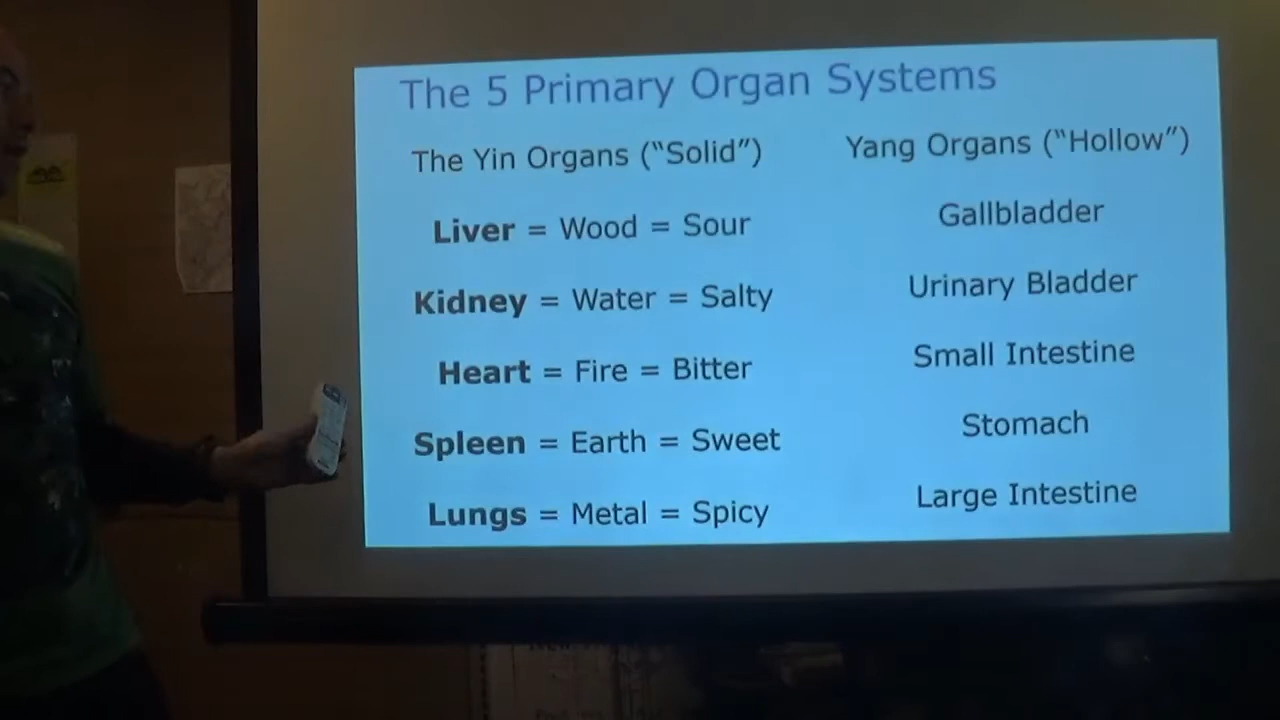 The 5 Primary Organ Systems
The Yin Organs (“Solid”) Yang Organs (“Hollow”)
Liver = Wood = Sour Gallbladder
Kidney = Water = Salty Urinary Bladder
Heart = Fire = Bitter Small Intestine
Spleen = Earth = Sweet Stomach
Lungs = Metal = Spicy Large Intestine